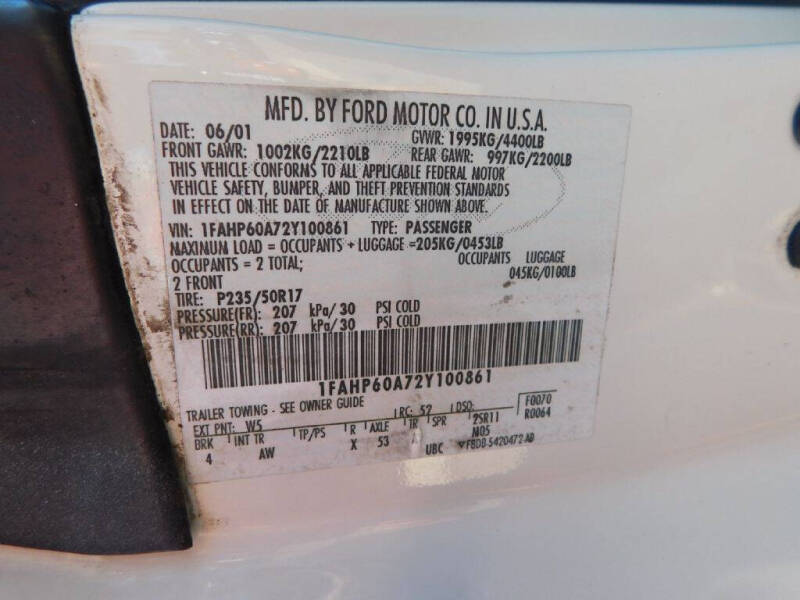 MFD. BY FORD MOTOR CO. IN U.S.A.
DATE: 06/01 GVWR: 1995KG/4400LB
FRONT GAWR: 1002KG/2210LB REAR GAWR: 997KG/2200LB
THIS VEHICLE CONFORMS TO ALL APPLICABLE FEDERAL MOTOR
VEHICLE SAFETY, BUMPER, AND THEFT PREVENTION STANDARDS
IN EFFECT ON THE DATE OF MANUFACTURE SHOWN ABOVE.
VIN: 1FAHP60A72Y100861 TYPE: PASSENGER
MAXIMUM LOAD = OCCUPANTS + LUGGAGE =205KG/0453LB
OCCUPANTS = 2 TOTAL; OCCUPANTS LUGGAGE
2 FRONT 045KG/0100LB
TIRE: P235/50R17
PRESSURE(FR): 207 kPa/30 PSI COLD
PRESSURE(RR): 207 kPa/30 PSI COLD
1FAHP60A72Y100861
TRAILER TOWING - SEE OWNER GUIDE F0070
EXT PNT: W5 RC: 52 DSO: R0064
BRK INT TR TP/PS R AXLE TR SPR 2SR11
4 AW X 53 N05
UBC